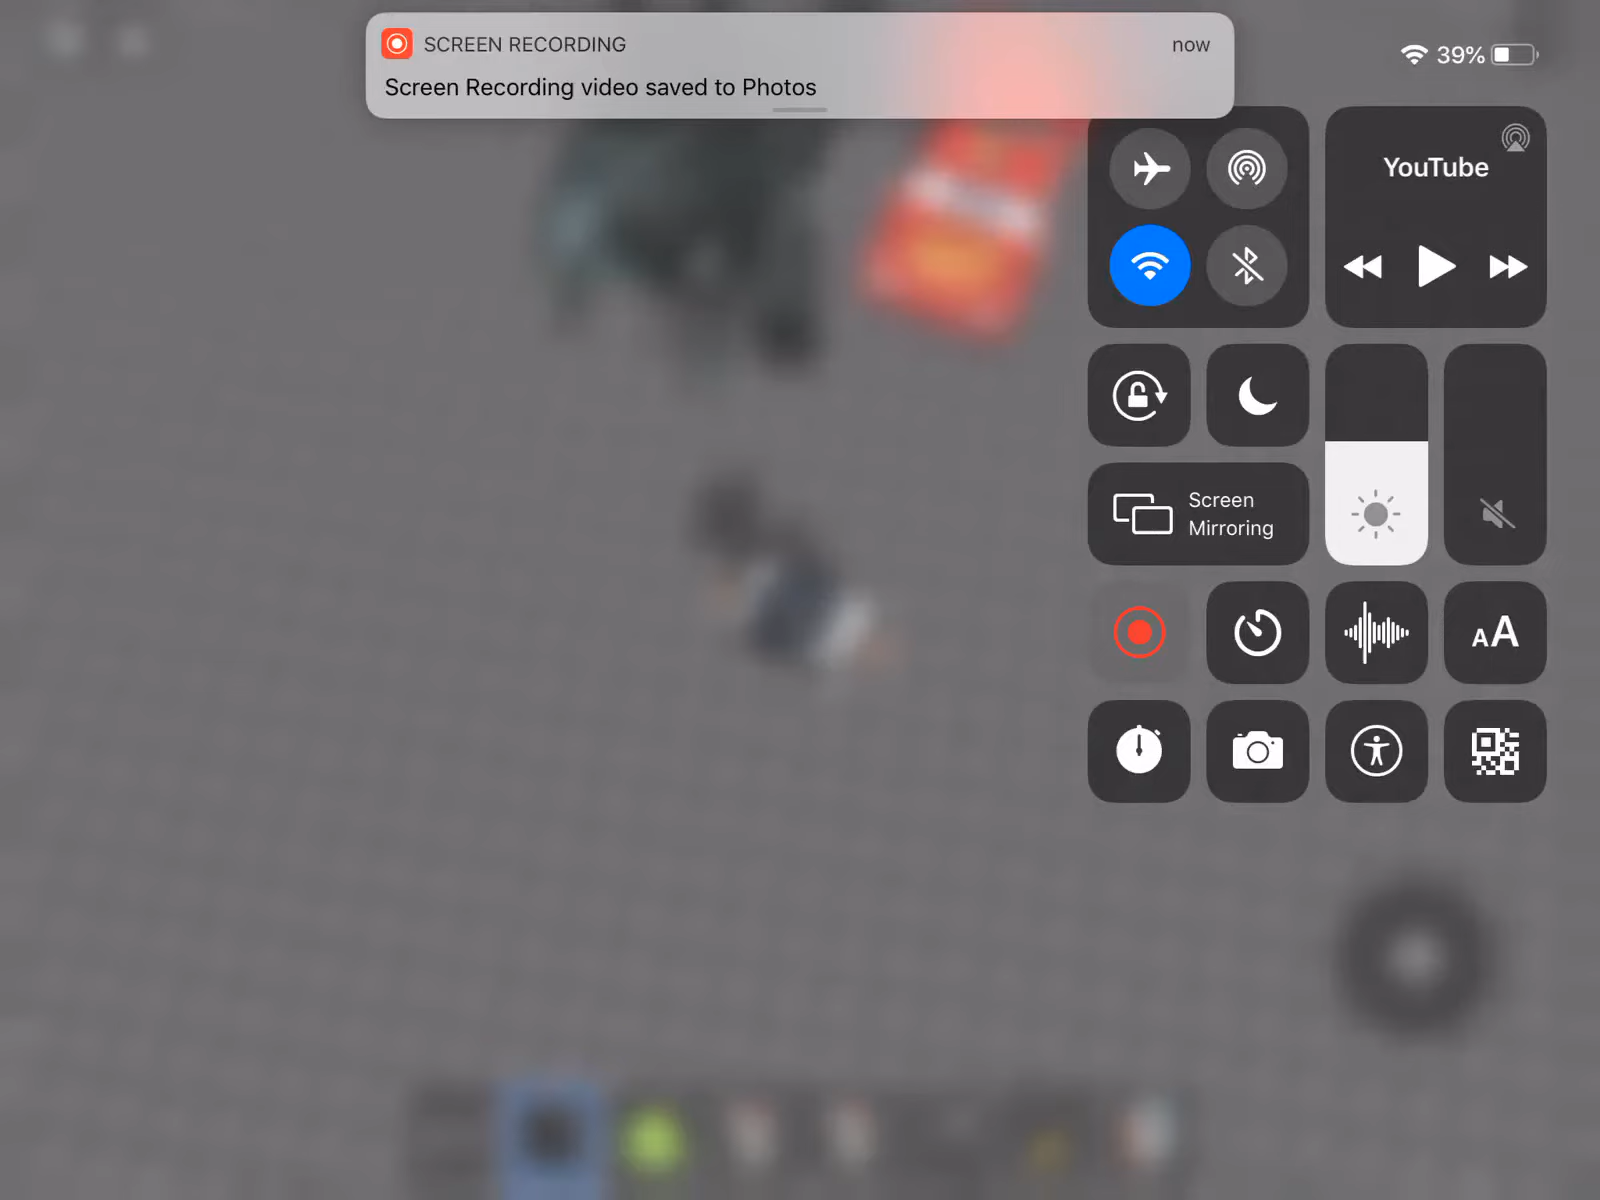 SCREEN RECORDING
now
Screen Recording video saved to Photos
39%
YouTube
Screen
Mirroring
AA